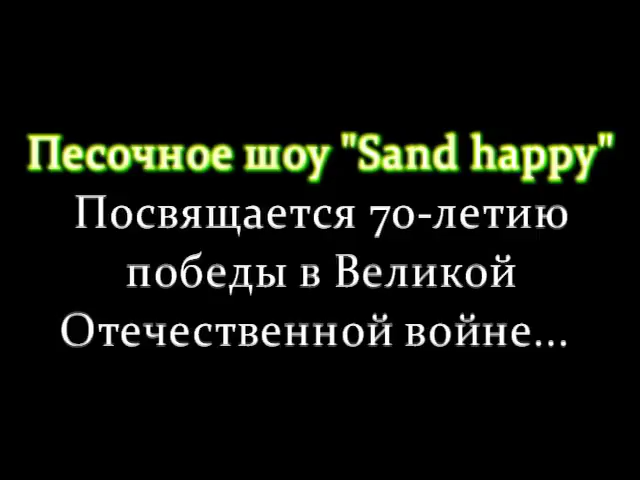 Песочное шоу "Sand happy"
Посвящается 70-летию
победы в Великой
Отечественной войне...